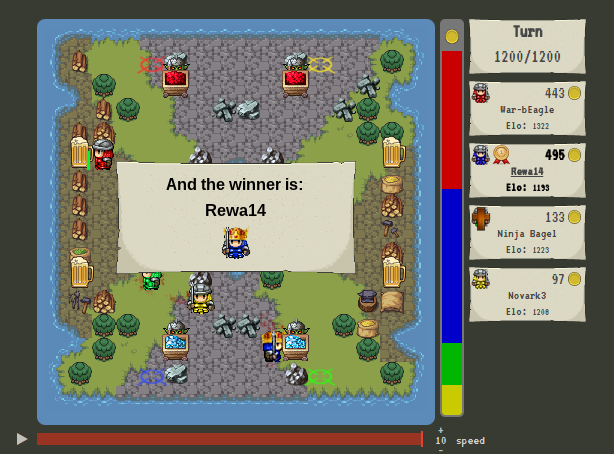 And the winner is:
Rewa14
Turn
1200/1200
443
War-bEagle
Elo: 1322
495
Rewa14
Elo: 1193
133
Ninja Bagel
Elo: 1223
97
Novark3
Elo: 1208
+
10 speed
-